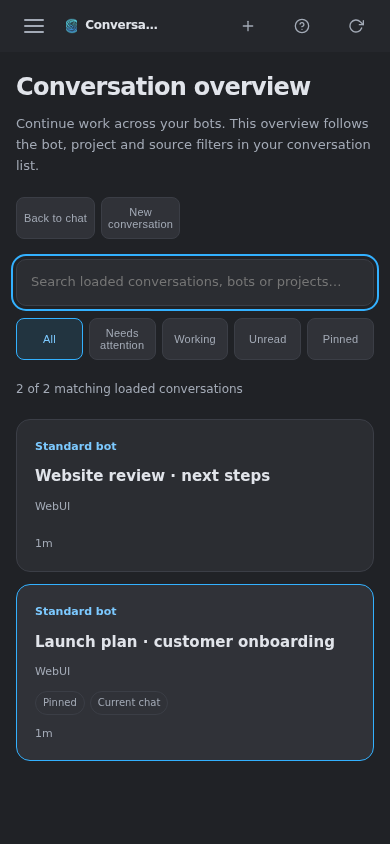 Conversa...
Conversation overview
Continue work across your bots. This overview follows
the bot, project and source filters in your conversation
list.
Back to chat
New
conversation
Search loaded conversations, bots or projects...
All
Needs
attention
Working
Unread
Pinned
2 of 2 matching loaded conversations
Standard bot
Website review · next steps
WebUI
1m
Standard bot
Launch plan · customer onboarding
WebUI
Pinned
Current chat
1m